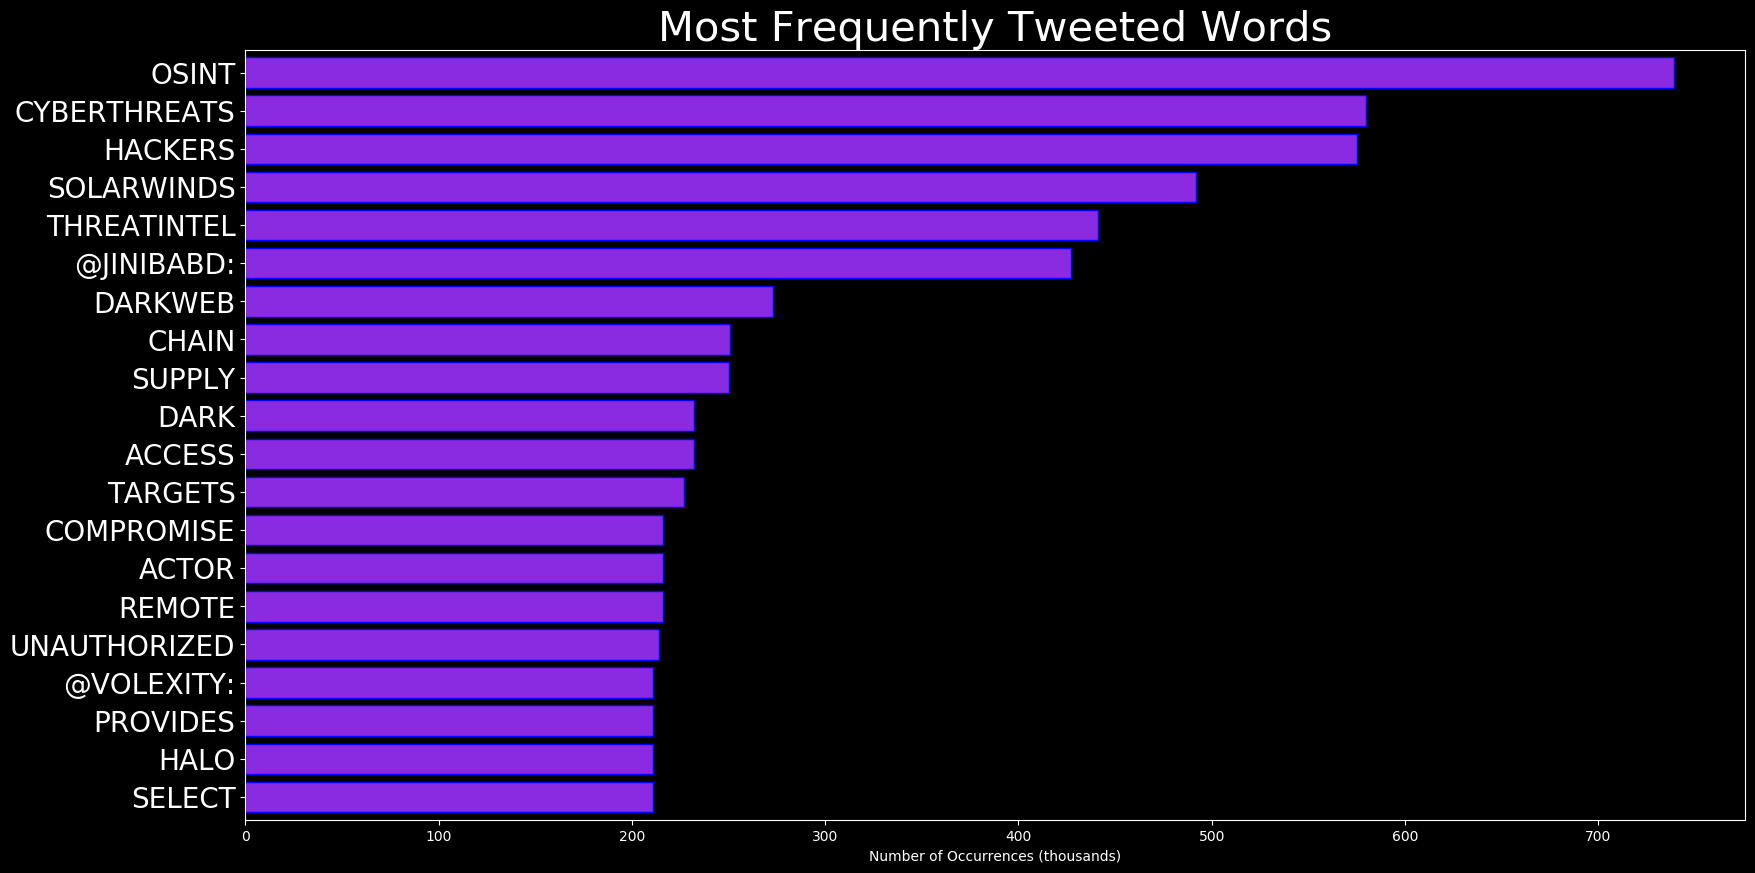 Most Frequently Tweeted Words
OSINT
CYBERTHREATS
HACKERS
SOLARWINDS
THREATINTEL
@JINIBABD:
DARKWEB
CHAIN
SUPPLY
DARK
ACCESS
TARGETS
COMPROMISE
ACTOR
REMOTE
UNAUTHORIZED
@VOLEXITY:
PROVIDES
HALO
SELECT
0 100 200 300 400 500 600 700
Number of Occurrences (thousands)